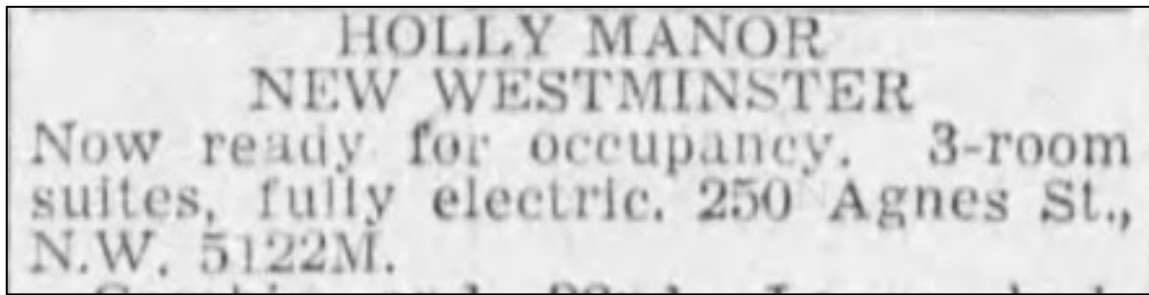 HOLLY MANOR
NEW WESTMINSTER
Now ready for occupancy. 3-room
suites, fully electric. 250 Agnes St.,
N.W. 5122M.